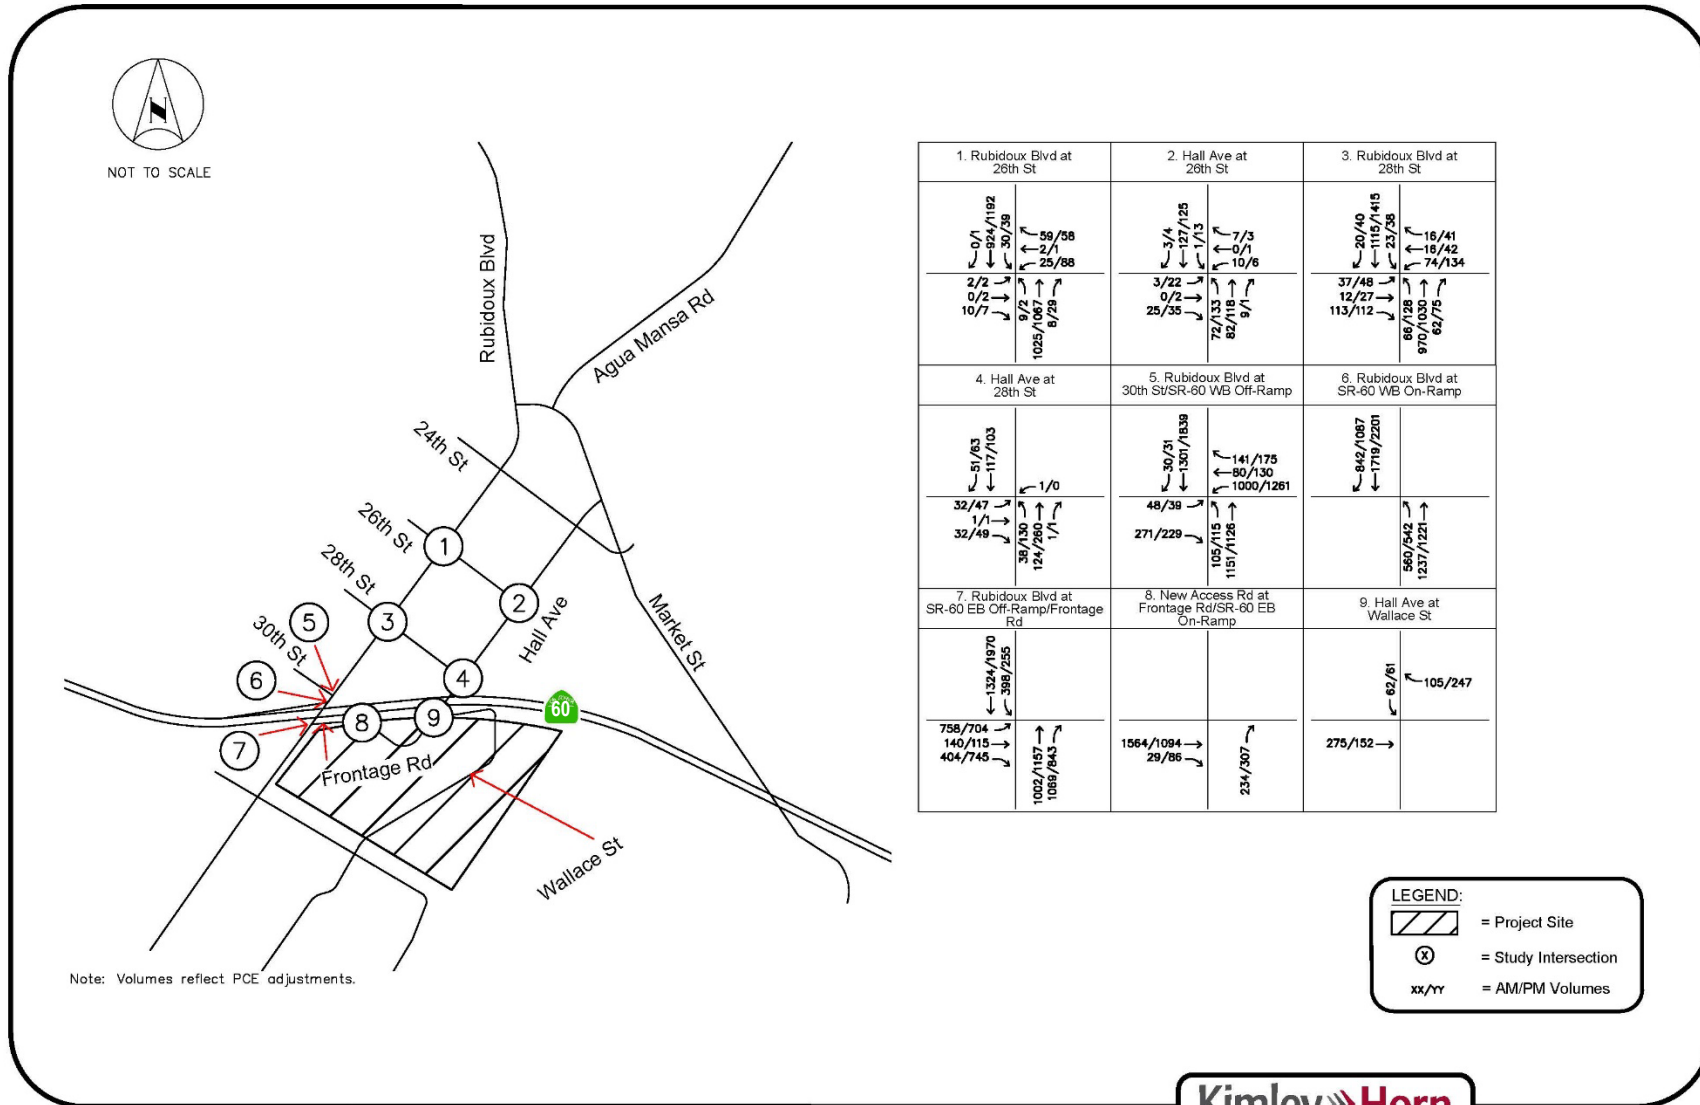 N
NOT TO SCALE
Rubidoux Blvd
Agua Mansa Rd
24th St
26th St
28th St
30th St
Hall Ave
Market St
1
2
3
4
5
6
7
8
9
60
Frontage Rd
Wallace St
Note: Volumes reflect PCE adjustments.
1. Rubidoux Blvd at
26th St
0/1
924/1192
30/39
59/58
2/1
25/88
2/2
0/2
10/7
9/2
1025/1067
8/29
2. Hall Ave at
26th St
3/4
127/125
1/13
7/3
0/1
10/6
3/22
0/2
25/35
72/133
82/118
9/1
3. Rubidoux Blvd at
28th St
20/40
1115/1415
23/38
16/41
16/42
74/134
37/48
12/27
113/112
66/128
970/1030
62/75
4. Hall Ave at
28th St
51/63
117/103
1/0
32/47
1/1
32/49
38/130
124/260
1/1
5. Rubidoux Blvd at
30th St/SR-60 WB Off-Ramp
30/31
1301/1839
141/175
80/130
1000/1261
48/39
271/229
105/115
1151/1126
6. Rubidoux Blvd at
SR-60 WB On-Ramp
842/1087
1719/2201
560/542
1237/1221
7. Rubidoux Blvd at
SR-60 EB Off-Ramp/Frontage
Rd
1324/1970
398/255
758/704
140/115
404/745
1002/1157
1069/843
8. New Access Rd at
Frontage Rd/SR-60 EB
On-Ramp
1564/1094
29/86
234/307
9. Hall Ave at
Wallace St
62/61
105/247
275/152
LEGEND:
= Project Site
X = Study Intersection
XX/YY = AM/PM Volumes
Kimley»Horn